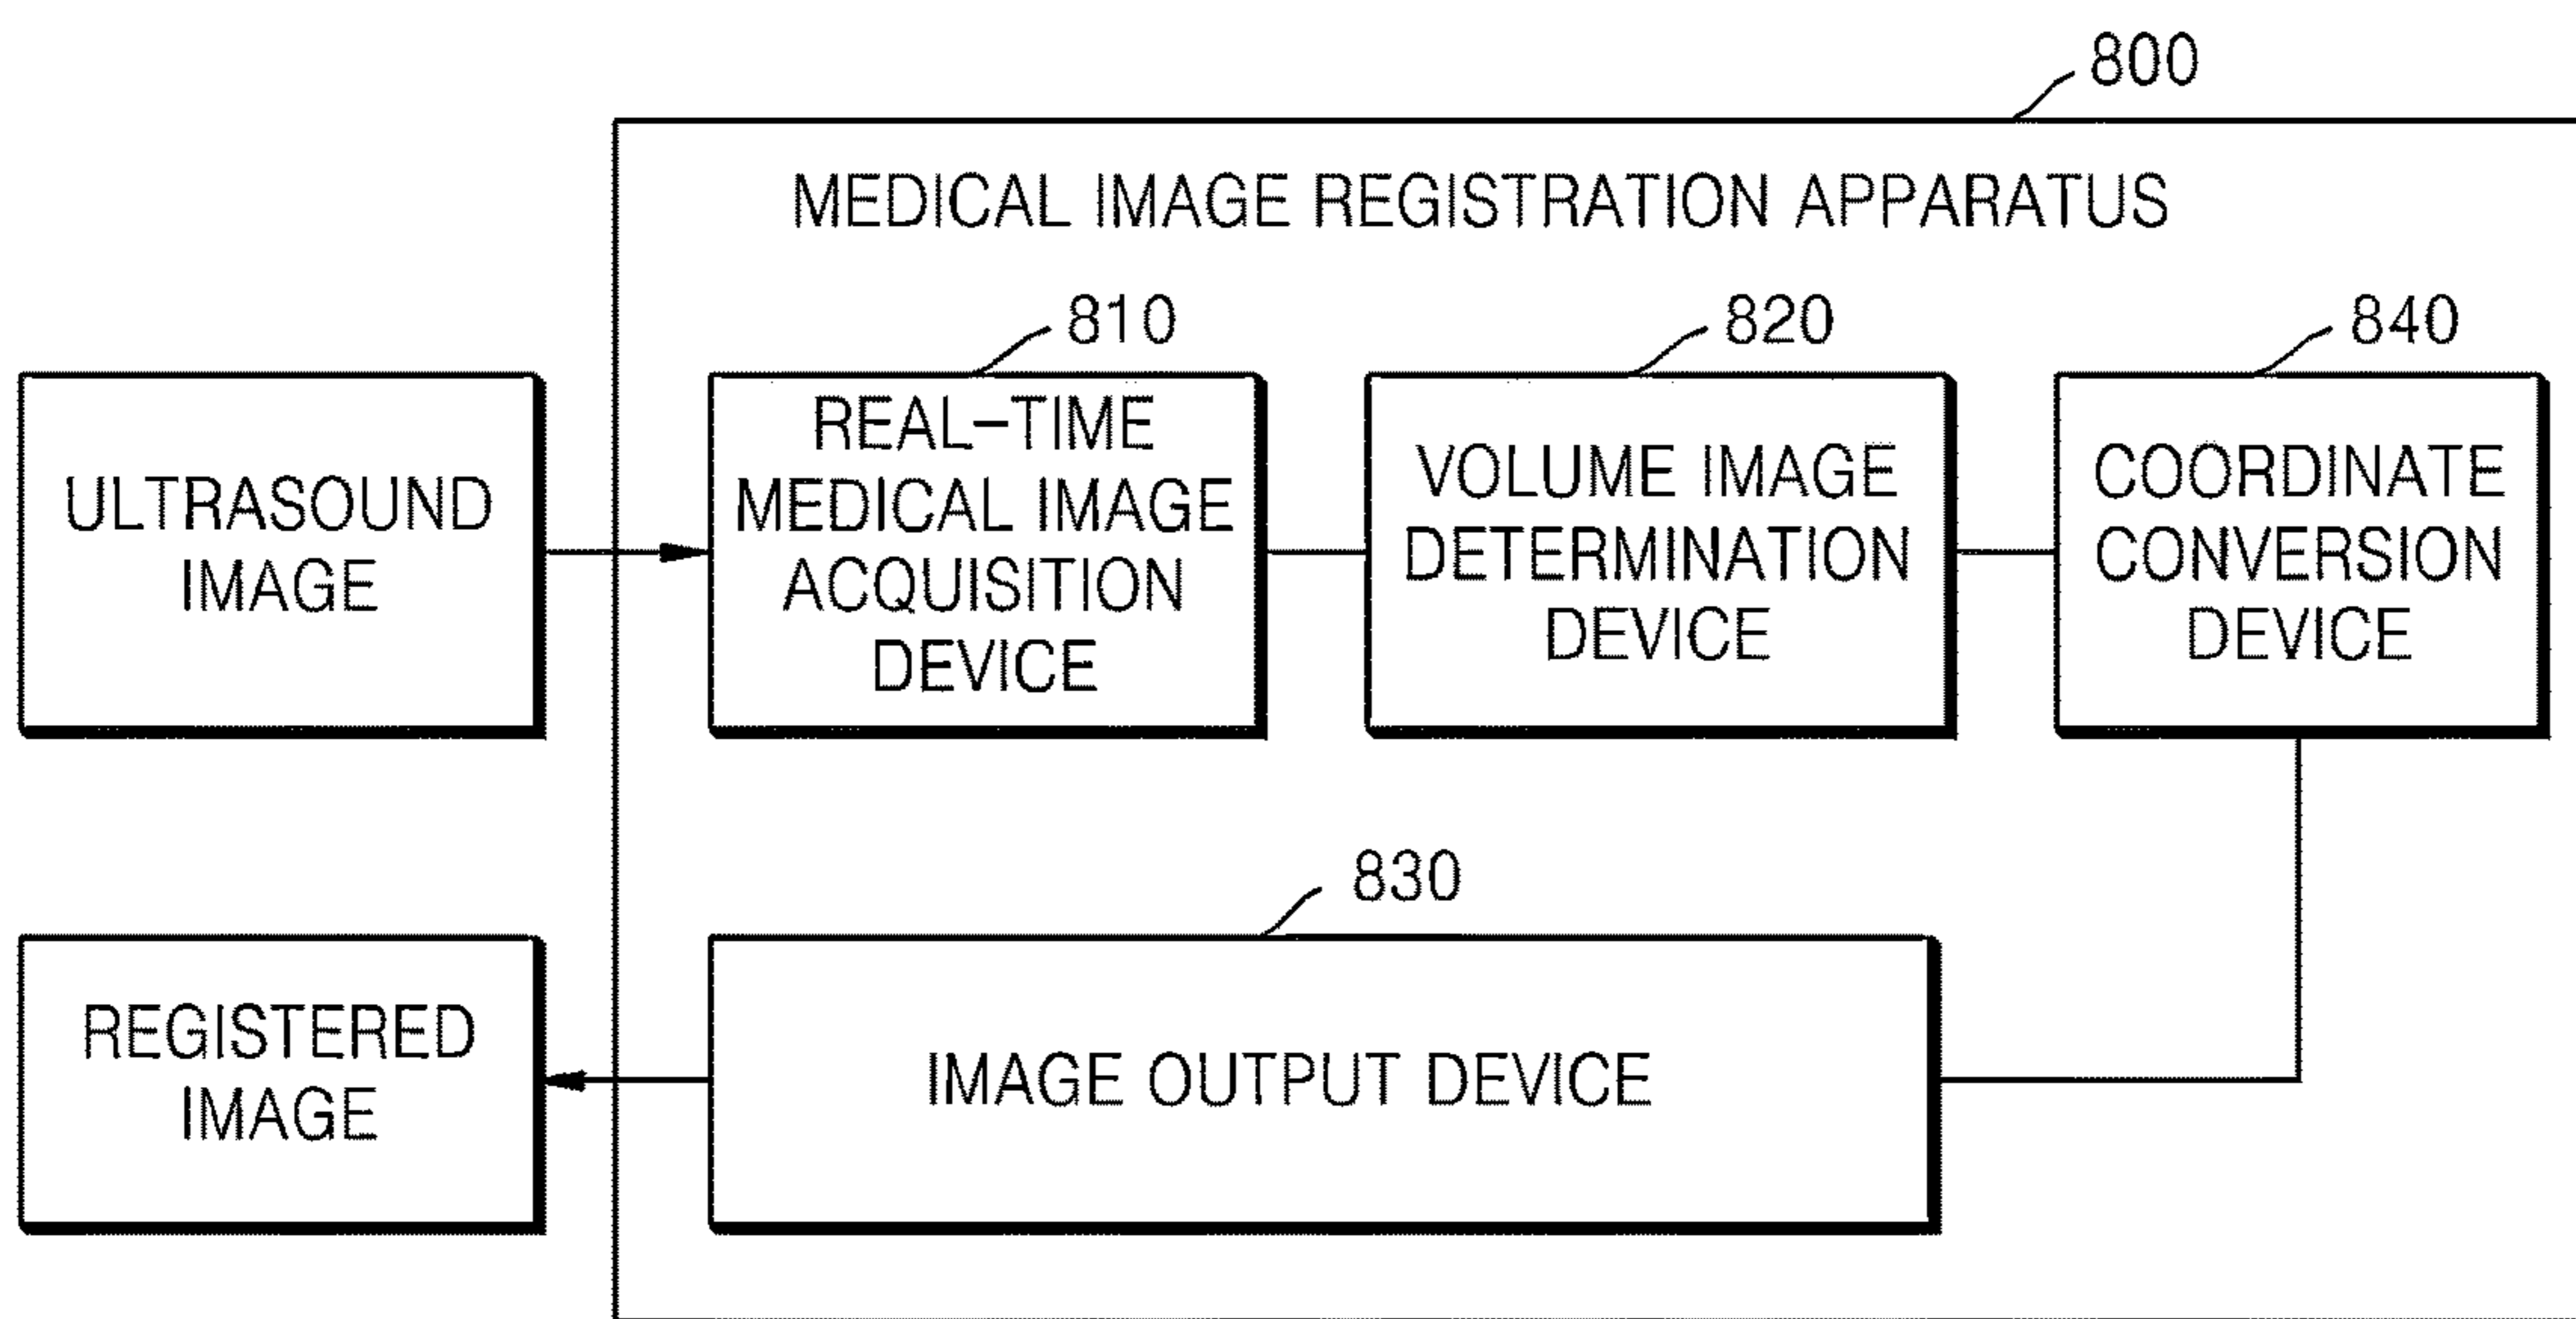 800
MEDICAL IMAGE REGISTRATION APPARATUS
ULTRASOUND
IMAGE
810
REAL-TIME
MEDICAL IMAGE
ACQUISITION
DEVICE
820
VOLUME IMAGE
DETERMINATION
DEVICE
840
COORDINATE
CONVERSION
DEVICE
REGISTERED
IMAGE
830
IMAGE OUTPUT DEVICE